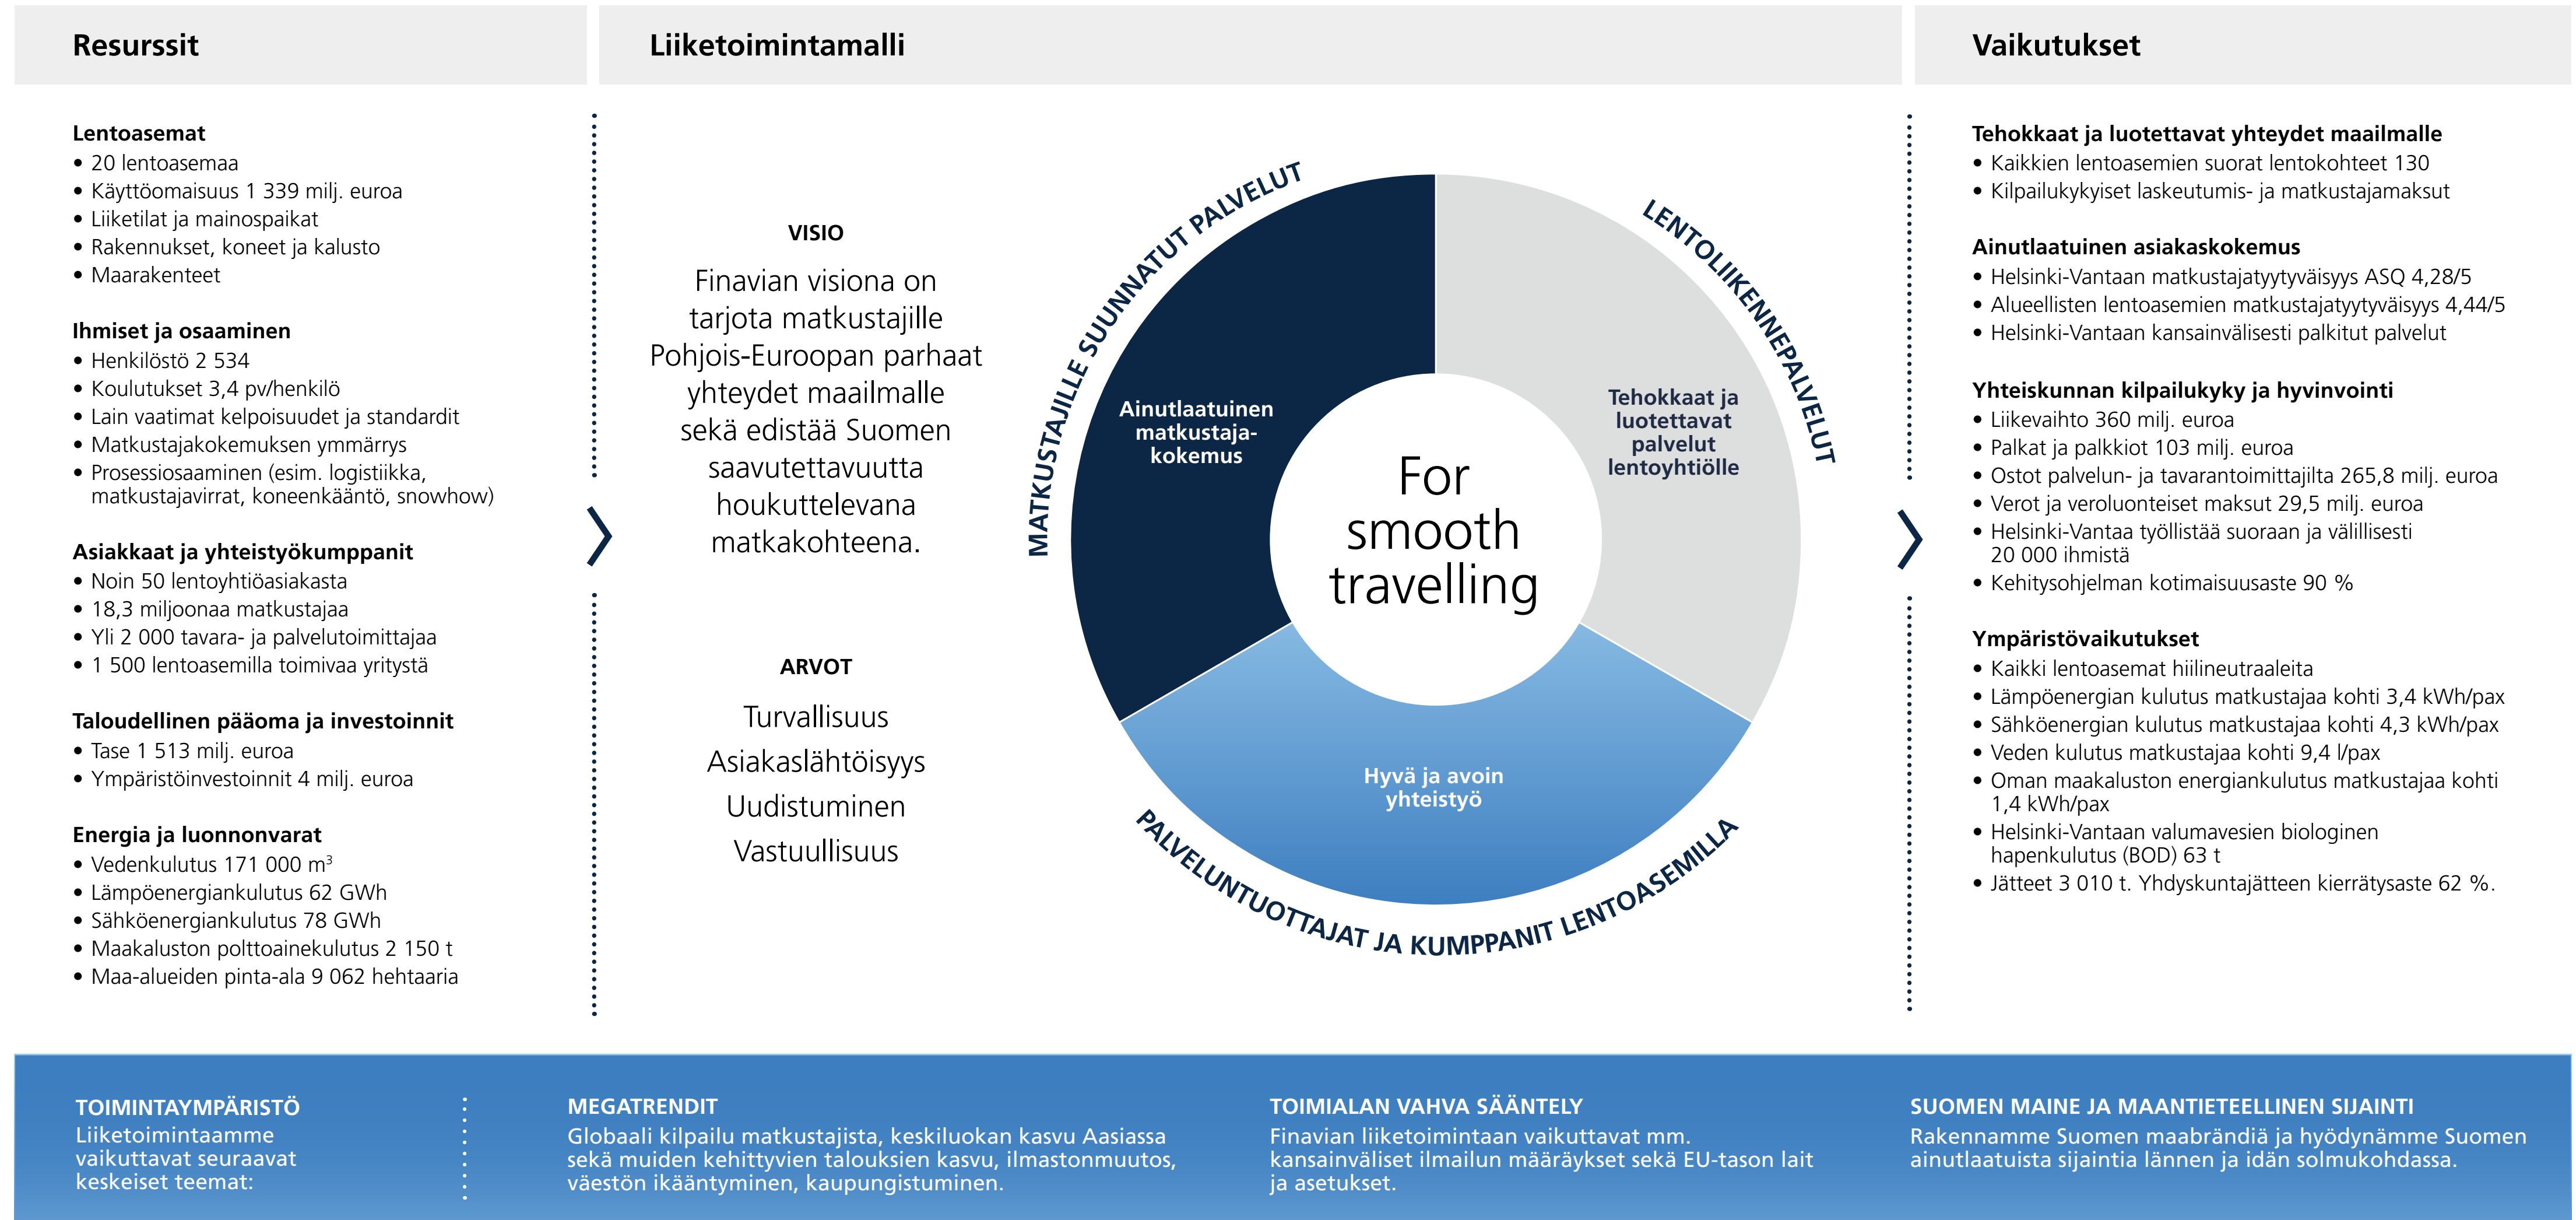 Resurssit
Lentoasemat
• 20 lentoasemaa
• Käyttöomaisuus 1 339 milj. euroa
• Liiketilat ja mainospaikat
• Rakennukset, koneet ja kalusto
• Maarakenteet
Ihmiset ja osaaminen
• Henkilöstö 2 534
• Koulutukset 3,4 pv/henkilö
• Lain vaatimat kelpoisuudet ja standardit
• Matkustajakokemuksen ymmärrys
• Prosessiosaaminen (esim. logistiikka,
matkustajavirrat, koneenkääntö, snowhow)
Asiakkaat ja yhteistyökumppanit
• Noin 50 lentoyhtiöasiakasta
• 18,3 miljoonaa matkustajaa
• Yli 2 000 tavara- ja palvelutoimittajaa
• 1 500 lentoasemilla toimivaa yritystä
Taloudellinen pääoma ja investoinnit
• Tase 1 513 milj. euroa
• Ympäristöinvestoinnit 4 milj. euroa
Energia ja luonnonvarat
• Vedenkulutus 171 000 m³
• Lämpöenergiankulutus 62 GWh
• Sähköenergiankulutus 78 GWh
• Maakaluston polttoainekulutus 2 150 t
• Maa-alueiden pinta-ala 9 062 hehtaaria
Liiketoimintamalli
VISIO
Finavian visiona on
tarjota matkustajille
Pohjois-Euroopan parhaat
yhteydet maailmalle
sekä edistää Suomen
saavutettavuutta
houkuttelevana
matkakohteena.
ARVOT
Turvallisuus
Asiakaslähtöisyys
Uudistuminen
Vastuullisuus
MATKUSTAJILLE SUUNNATUT PALVELUT
Ainutlaatuinen
matkustaja-
kokemus
LENTOLIIKENNEPALVELUT
Tehokkaat ja
luotettavat
palvelut
lentoyhtiölle
For
smooth
travelling
Hyvä ja avoin
yhteistyö
PALVELUNTUOTTAJAT JA KUMPPANIT LENTOASEMILLA
Vaikutukset
Tehokkaat ja luotettavat yhteydet maailmalle
• Kaikkien lentoasemien suorat lentokohteet 130
• Kilpailukykyiset laskeutumis- ja matkustajamaksut
Ainutlaatuinen asiakaskokemus
• Helsinki-Vantaan matkustajatyytyväisyys ASQ 4,28/5
• Alueellisten lentoasemien matkustajatyytyväisyys 4,44/5
• Helsinki-Vantaan kansainvälisesti palkitut palvelut
Yhteiskunnan kilpailukyky ja hyvinvointi
• Liikevaihto 360 milj. euroa
• Palkat ja palkkiot 103 milj. euroa
• Ostot palvelun- ja tavarantoimittajilta 265,8 milj. euroa
• Verot ja veroluonteiset maksut 29,5 milj. euroa
• Helsinki-Vantaa työllistää suoraan ja välillisesti
20 000 ihmistä
• Kehitysohjelman kotimaisuusaste 90 %
Ympäristövaikutukset
• Kaikki lentoasemat hiilineutraaleita
• Lämpöenergian kulutus matkustajaa kohti 3,4 kWh/pax
• Sähköenergian kulutus matkustajaa kohti 4,3 kWh/pax
• Veden kulutus matkustajaa kohti 9,4 l/pax
• Oman maakaluston energiankulutus matkustajaa kohti
1,4 kWh/pax
• Helsinki-Vantaan valumavesien biologinen
hapenkulutus (BOD) 63 t
• Jätteet 3 010 t. Yhdyskuntajätteen kierrätysaste 62 %.
TOIMINTAYMPÄRISTÖ
Liiketoimintaamme
vaikuttavat seuraavat
keskeiset teemat:
MEGATRENDIT
Globaali kilpailu matkustajista, keskiluokan kasvu Aasiassa
sekä muiden kehittyvien talouksien kasvu, ilmastonmuutos,
väestön ikääntyminen, kaupungistuminen.
TOIMIALAN VAHVA SÄÄNTELY
Finavian liiketoimintaan vaikuttavat mm.
kansainväliset ilmailun määräykset sekä EU-tason lait
ja asetukset.
SUOMEN MAINE JA MAANTIETEELLINEN SIJAINTI
Rakennamme Suomen maabrändiä ja hyödynämme Suomen
ainutlaatuista sijaintia lännen ja idän solmukohdassa.